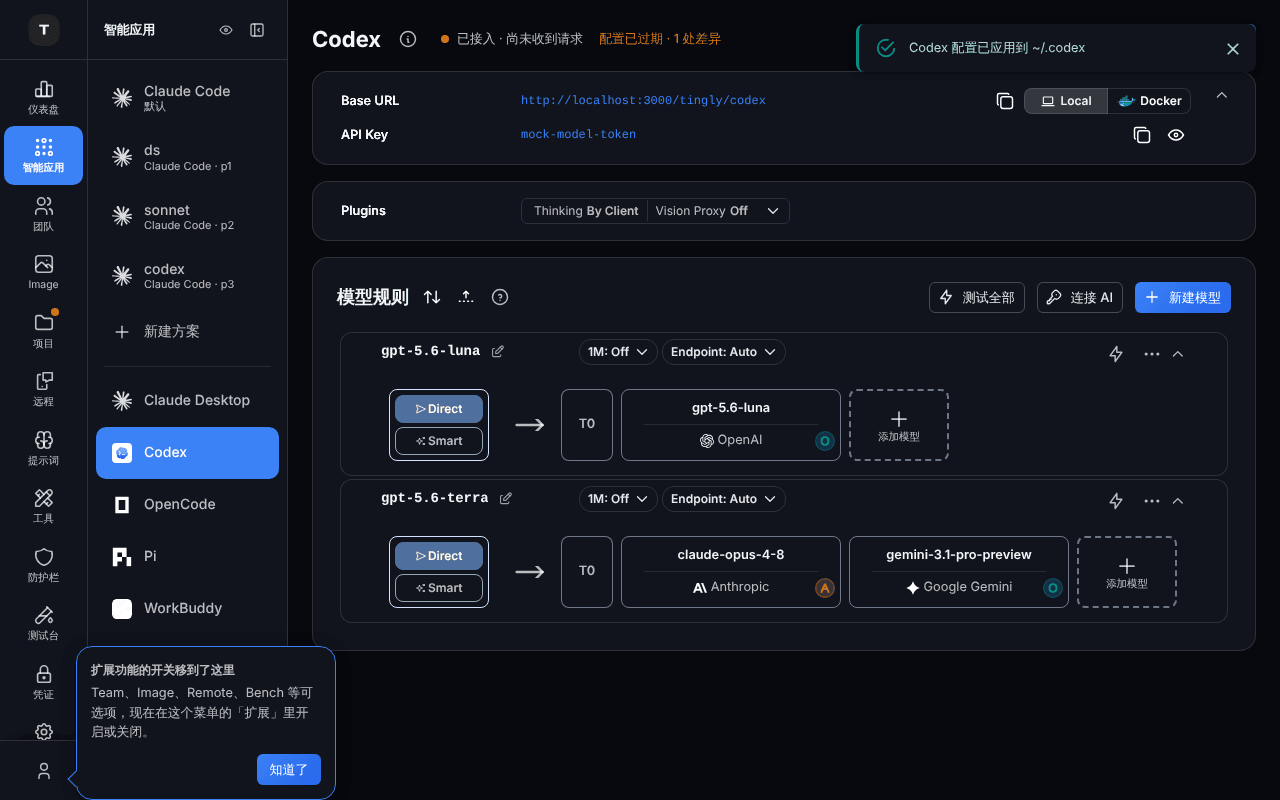 T
仪表盘
智能应用
团队
Image
项目
远程
提示词
工具
防护栏
测试台
凭证
智能应用
Claude Code
默认
ds
Claude Code · p1
sonnet
Claude Code · p2
codex
Claude Code · p3
新建方案
Claude Desktop
Codex
OpenCode
Pi
WorkBuddy
扩展功能的开关移到了这里
Team、Image、Remote、Bench 等可
选项，现在在这个菜单的「扩展」里开
启或关闭。
知道了
Codex 已接入 · 尚未收到请求 配置已过期 · 1 处差异
Codex 配置已应用到 ~/.codex
Base URL http://localhost:3000/tingly/codex Local Docker
API Key mock-model-token
Plugins Thinking By Client Vision Proxy Off
模型规则 测试全部 连接 AI 新建模型
gpt-5.6-luna 1M: Off Endpoint: Auto
Direct
Smart
T0
gpt-5.6-luna
OpenAI O
添加模型
gpt-5.6-terra 1M: Off Endpoint: Auto
Direct
Smart
T0
claude-opus-4-8
Anthropic A
gemini-3.1-pro-preview
Google Gemini O
添加模型